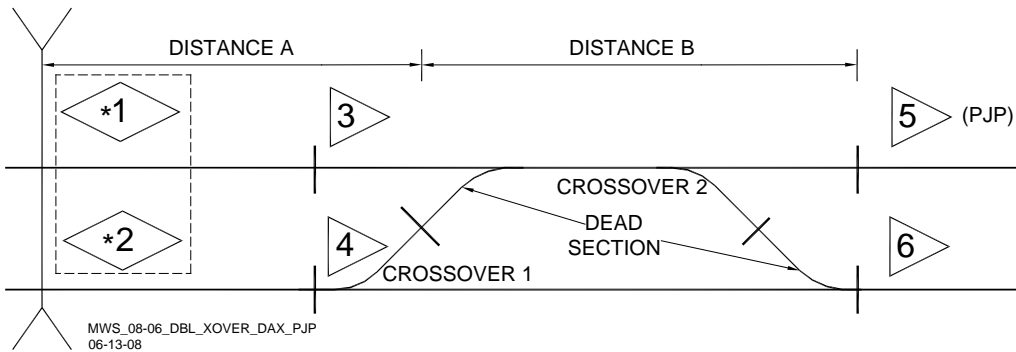 DISTANCE A
DISTANCE B
*1
3
5
(PJP)
CROSSOVER 2
DEAD
SECTION
*2
4
6
CROSSOVER 1
MWS_08-06_DBL_XOVER_DAX_PJP
06-13-08